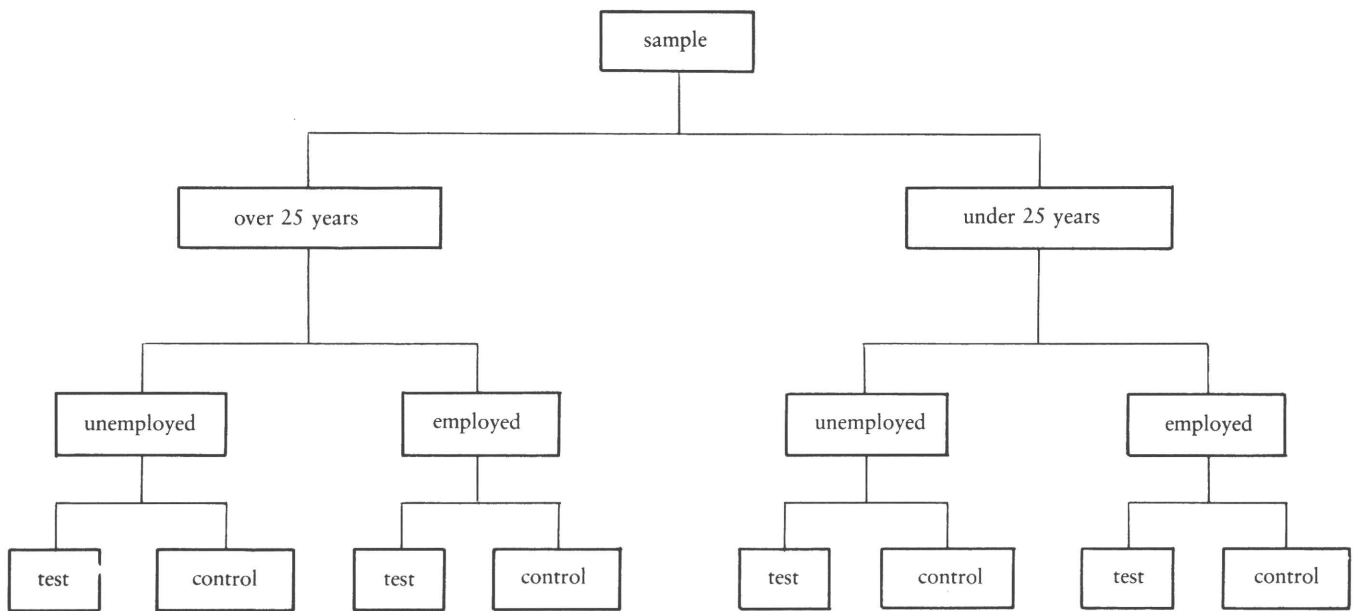 sample
over 25 years
under 25 years
unemployed
employed
unemployed
employed
test
control
test
control
test
control
test
control